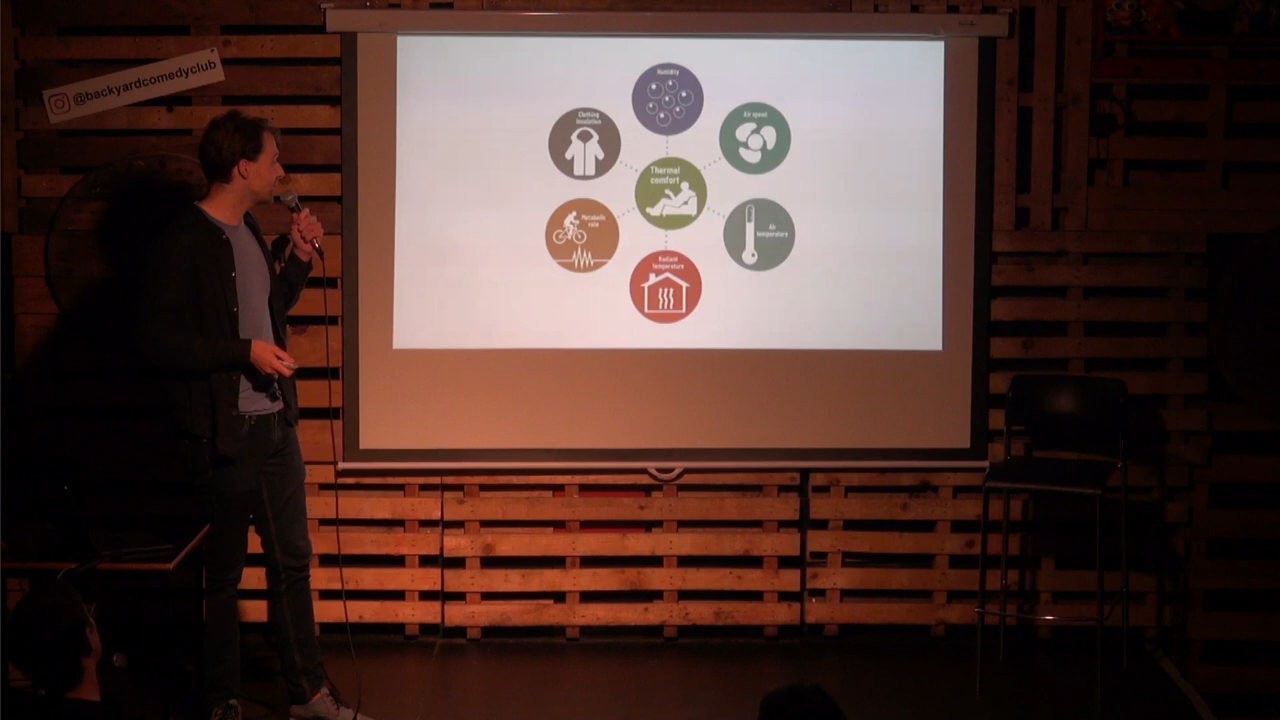 @backyardcomedyclub
Humidity
Clothing
insulation
Air speed
Thermal
comfort
Metabolic
rate
Air
temperature
Radiant
temperature